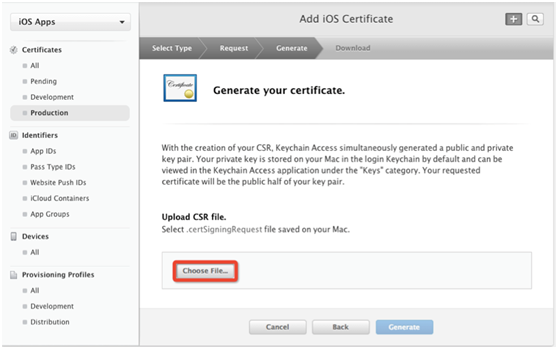 iOS Apps
Add iOS Certificate
Select Type
Request
Generate
Download
Certificates
All
Pending
Development
Production
Identifiers
App IDs
Pass Type IDs
Website Push IDs
iCloud Containers
App Groups
Devices
All
Provisioning Profiles
All
Development
Distribution
Certificate
Generate your certificate.
With the creation of your CSR, Keychain Access simultaneously generated a public and private
key pair. Your private key is stored on your Mac in the login Keychain by default and can be
viewed in the Keychain Access application under the "Keys" category. Your requested
certificate will be the public half of your key pair.
Upload CSR file.
Select .certSigningRequest file saved on your Mac.
Choose File...
Cancel
Back
Generate